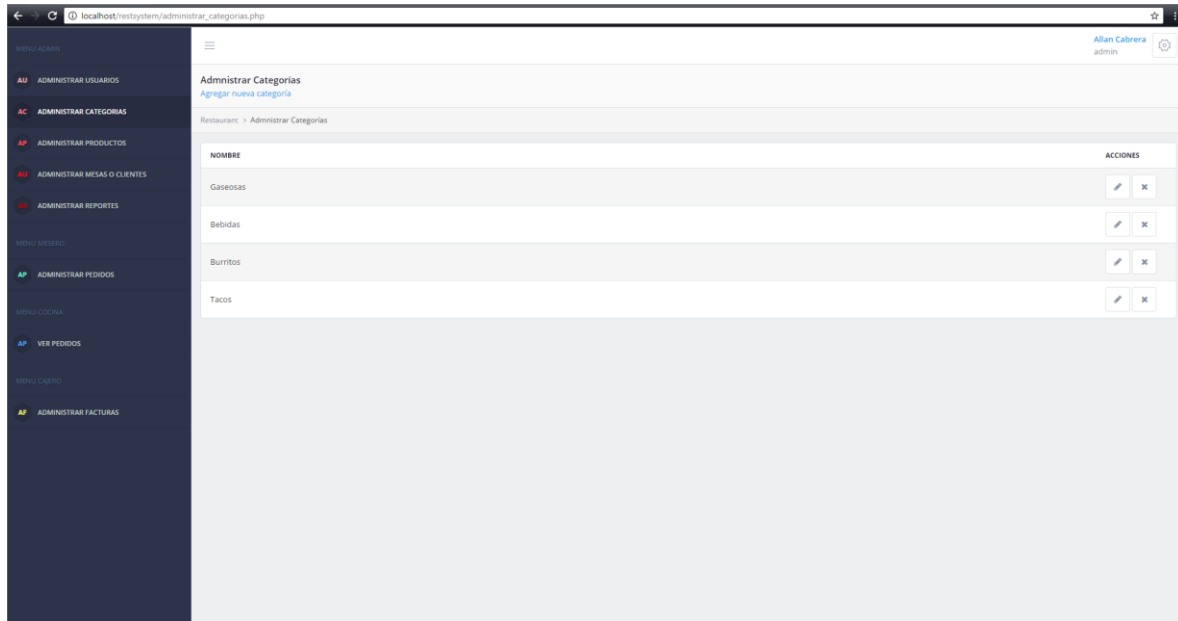 localhost/restsystem/administrar_categorias.php
MENU ADMIN
AU ADMINISTRAR USUARIOS
AC ADMINISTRAR CATEGORIAS
AP ADMINISTRAR PRODUCTOS
AU ADMINISTRAR MESAS O CLIENTES
ADMINISTRAR REPORTES
MENU MESERO
AP ADMINISTRAR PEDIDOS
MENU COCINA
AP VER PEDIDOS
MENU CAJERO
AF ADMINISTRAR FACTURAS
Allan Cabrera
admin
Admnistrar Categorías
Agregar nueva categoría
Restaurant > Admnistrar Categorías
NOMBRE ACCIONES
Gaseosas
Bebidas
Burritos
Tacos